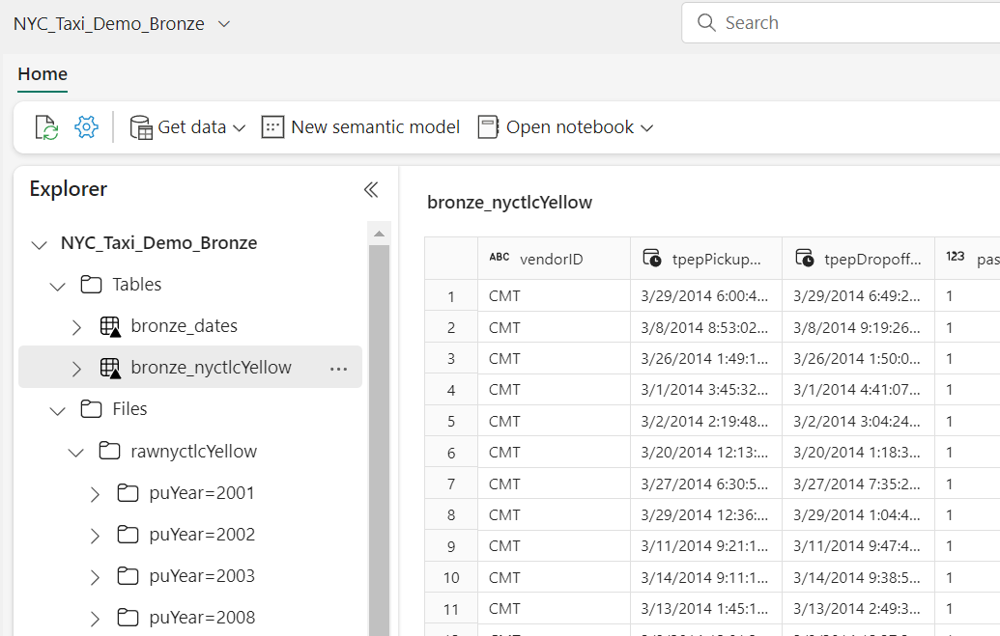 NYC_Taxi_Demo_Bronze
Search
Home
Get data
New semantic model
Open notebook
Explorer
NYC_Taxi_Demo_Bronze
Tables
bronze_dates
bronze_nyctlcYellow
...
Files
rawnyctlcYellow
puYear=2001
puYear=2002
puYear=2003
puYear=2008
bronze_nyctlcYellow
ABC vendorID tpepPickup... tpepDropoff... 123 pas
1 CMT 3/29/2014 6:00:4... 3/29/2014 6:49:2... 1
2 CMT 3/8/2014 8:53:02... 3/8/2014 9:19:26... 1
3 CMT 3/26/2014 1:49:1... 3/26/2014 1:50:0... 1
4 CMT 3/1/2014 3:45:32... 3/1/2014 4:41:07... 1
5 CMT 3/2/2014 2:19:48... 3/2/2014 3:04:24... 1
6 CMT 3/20/2014 12:13:... 3/20/2014 1:18:3... 1
7 CMT 3/27/2014 6:30:5... 3/27/2014 7:35:2... 1
8 CMT 3/29/2014 12:36:... 3/29/2014 1:04:4... 1
9 CMT 3/11/2014 9:21:1... 3/11/2014 9:47:4... 1
10 CMT 3/14/2014 9:11:1... 3/14/2014 9:38:5... 1
11 CMT 3/13/2014 1:45:1... 3/13/2014 2:49:3... 1